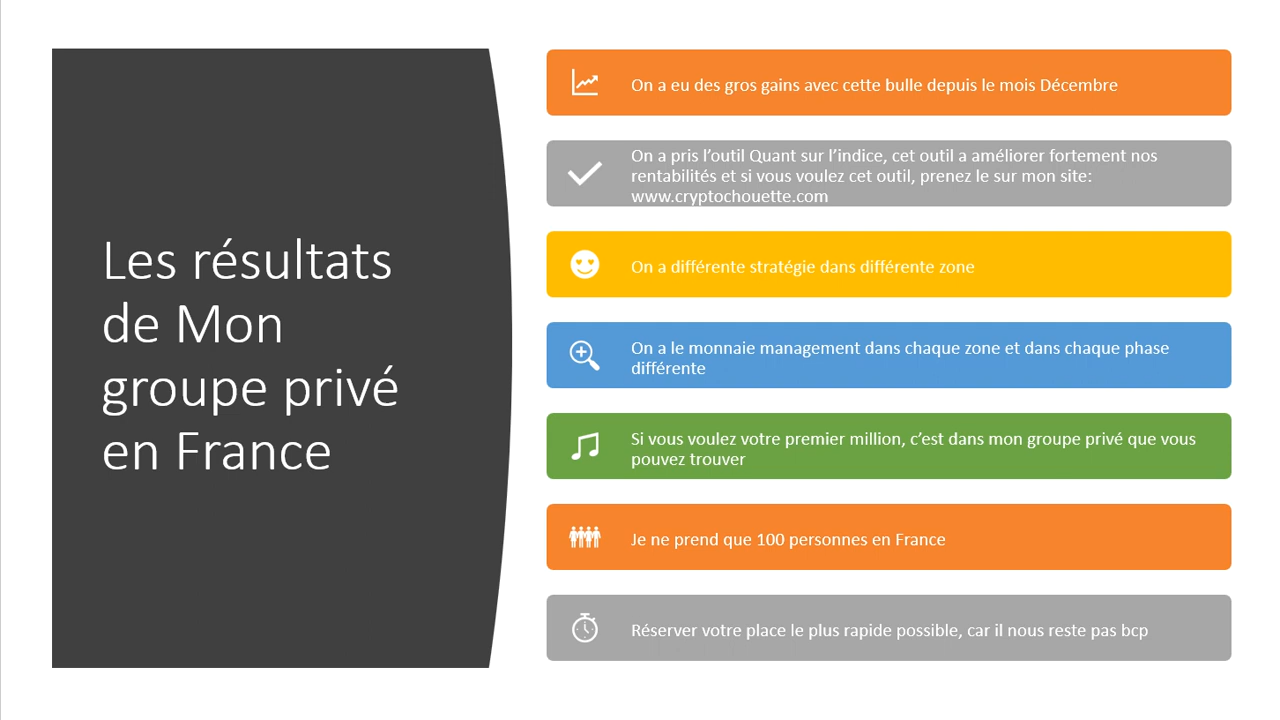 Les résultats
de Mon
groupe privé
en France
On a eu des gros gains avec cette bulle depuis le mois Décembre
On a pris l'outil Quant sur l'indice, cet outil a améliorer fortement nos
rentabilités et si vous voulez cet outil, prenez le sur mon site:
www.cryptochouette.com
On a différente stratégie dans différente zone
On a le monnaie management dans chaque zone et dans chaque phase
différente
Si vous voulez votre premier million, c'est dans mon groupe privé que vous
pouvez trouver
Je ne prend que 100 personnes en France
Réserver votre place le plus rapide possible, car il nous reste pas bcp